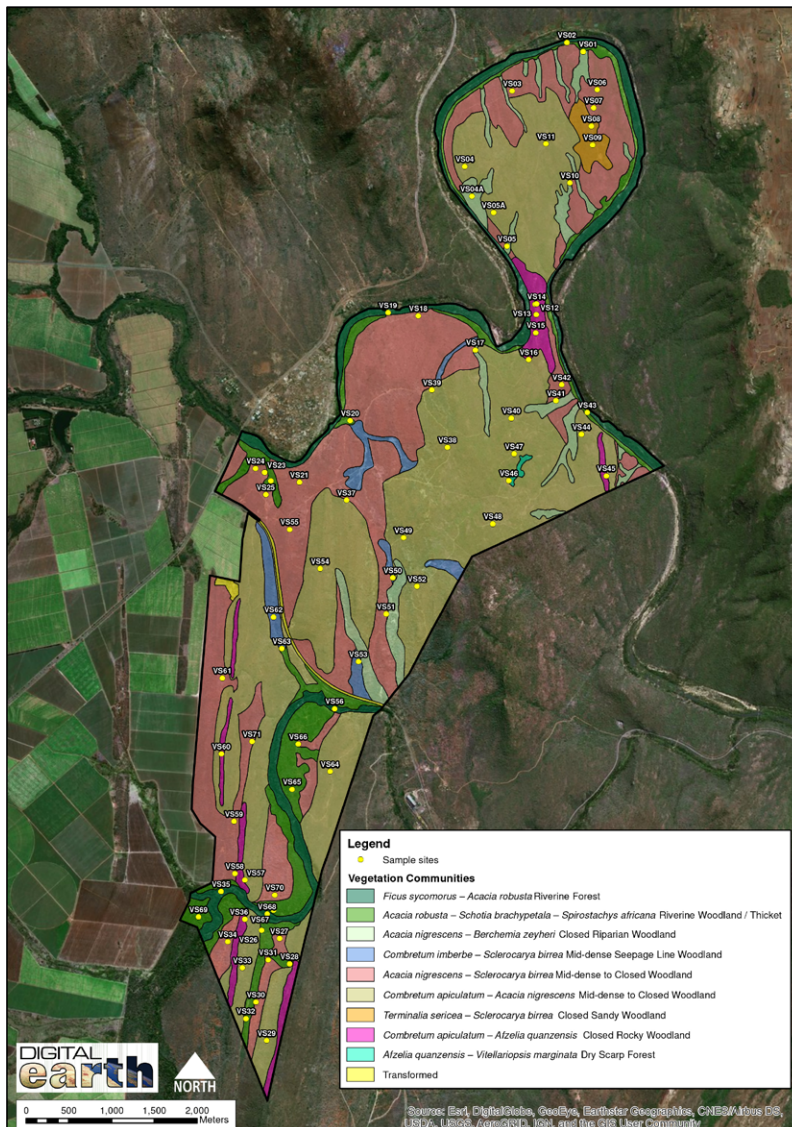 VS02
VS01
VS03
VS06
VS07
VS08
VS11
VS09
VS04
VS10
VS04A
VS05A
VS05
VS14
VS12
VS13
VS19
VS18
VS15
VS17
VS16
VS42
VS39
VS41
VS43
VS20
VS40
VS44
VS38
VS47
VS24
VS23
VS46
VS45
VS21
VS25
VS37
VS48
VS55
VS49
VS54
VS50
VS52
VS62
VS51
VS63
VS53
VS61
VS56
VS71
VS66
VS60
VS64
VS65
VS59
VS58
VS57
VS35
VS70
VS69
VS36
VS68
VS67
VS34
VS26
VS27
VS33
VS31
VS28
VS30
VS32
VS29
Legend
Sample sites
Vegetation Communities
Ficus sycomorus – Acacia robusta Riverine Forest
Acacia robusta – Schotia brachypetala – Spirostachys africana Riverine Woodland / Thicket
Acacia nigrescens – Berchemia zeyheri Closed Riparian Woodland
Combretum imberbe – Sclerocarya birrea Mid-dense Seepage Line Woodland
Acacia nigrescens – Sclerocarya birrea Mid-dense to Closed Woodland
Combretum apiculatum – Acacia nigrescens Mid-dense to Closed Woodland
Terminalia sericea – Sclerocarya birrea Closed Sandy Woodland
Combretum apiculatum – Afzelia quanzensis Closed Rocky Woodland
Afzelia quanzensis – Vitellariopsis marginata Dry Scarp Forest
Transformed
DIGITAL
earth
NORTH
0 500 1,000 1,500 2,000
Meters
Source: Esri, DigitalGlobe, GeoEye, Earthstar Geographics, CNES/Airbus DS,
USDA, USGS, AeroGRID, IGN, and the GIS User Community